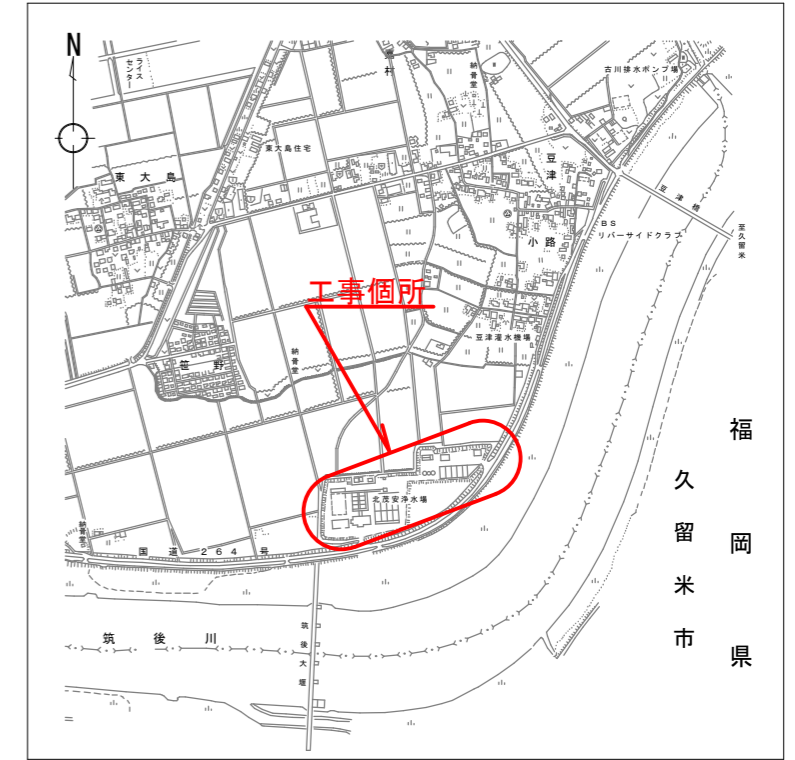 N
ライス
センター
納骨堂
古川排水ポンプ場
東大島住宅
東大島
豆津
豆津橋
至久留米
BS
リバーサイドクラブ
小路
工事個所
豆津灌水機場
納骨堂
笹野
北茂安浄水場
納骨堂
国道264号
筑後川
筑後大堰
福岡県
久留米市